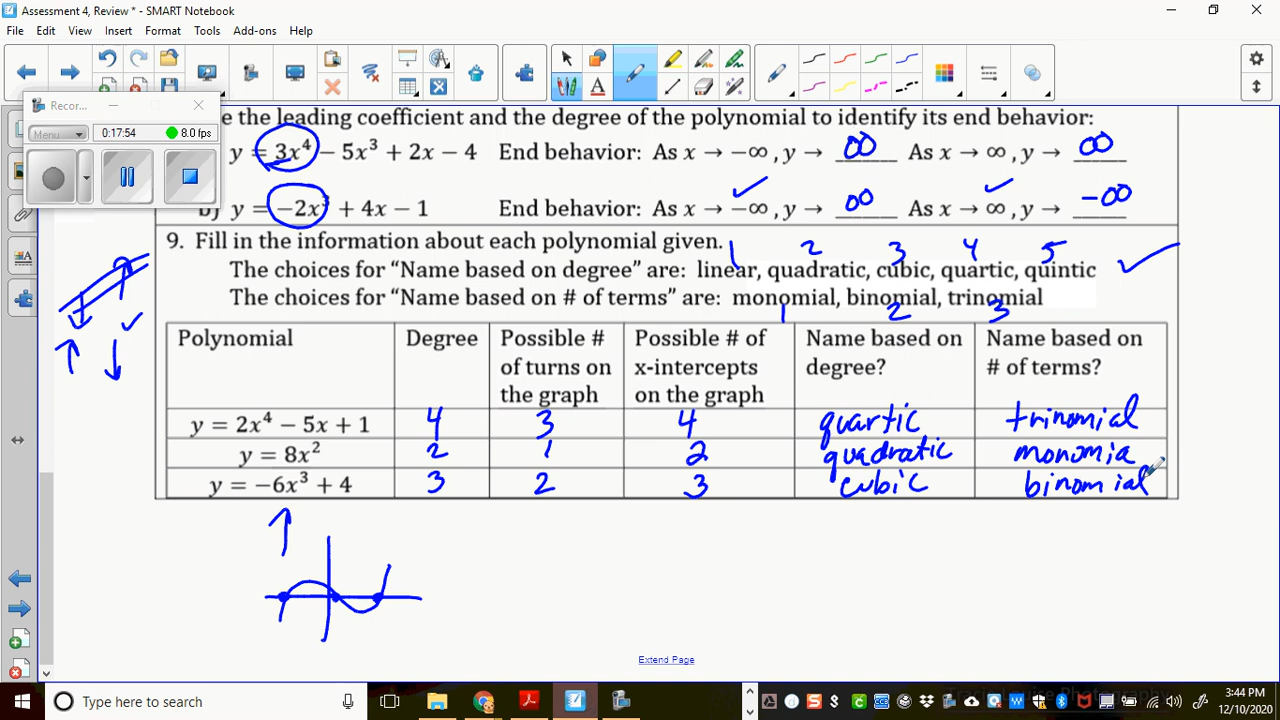 Assessment 4, Review * - SMART Notebook
File Edit View Insert Format Tools Add-ons Help
Recor...
Menu 0:17:54 8.0 fps
e the leading coefficient and the degree of the polynomial to identify its end behavior:
y = 3x⁴ − 5x³ + 2x − 4 End behavior: As x → −∞, y → ∞ As x → ∞, y → ∞
b) y = −2x³ + 4x − 1 End behavior: As x → −∞, y → ∞ As x → ∞, y → -∞
9. Fill in the information about each polynomial given.
1 2 3 4 5
The choices for “Name based on degree” are: linear, quadratic, cubic, quartic, quintic
The choices for “Name based on # of terms” are: monomial, binomial, trinomial
1 2 3
Polynomial Degree Possible # of turns on the graph Possible # of x-intercepts on the graph Name based on degree? Name based on # of terms?
y = 2x⁴ − 5x + 1 4 3 4 quartic trinomial
y = 8x² 2 1 2 quadratic monomia
y = −6x³ + 4 3 2 3 cubic binomial
Extend Page
Type here to search
3:44 PM
12/10/2020